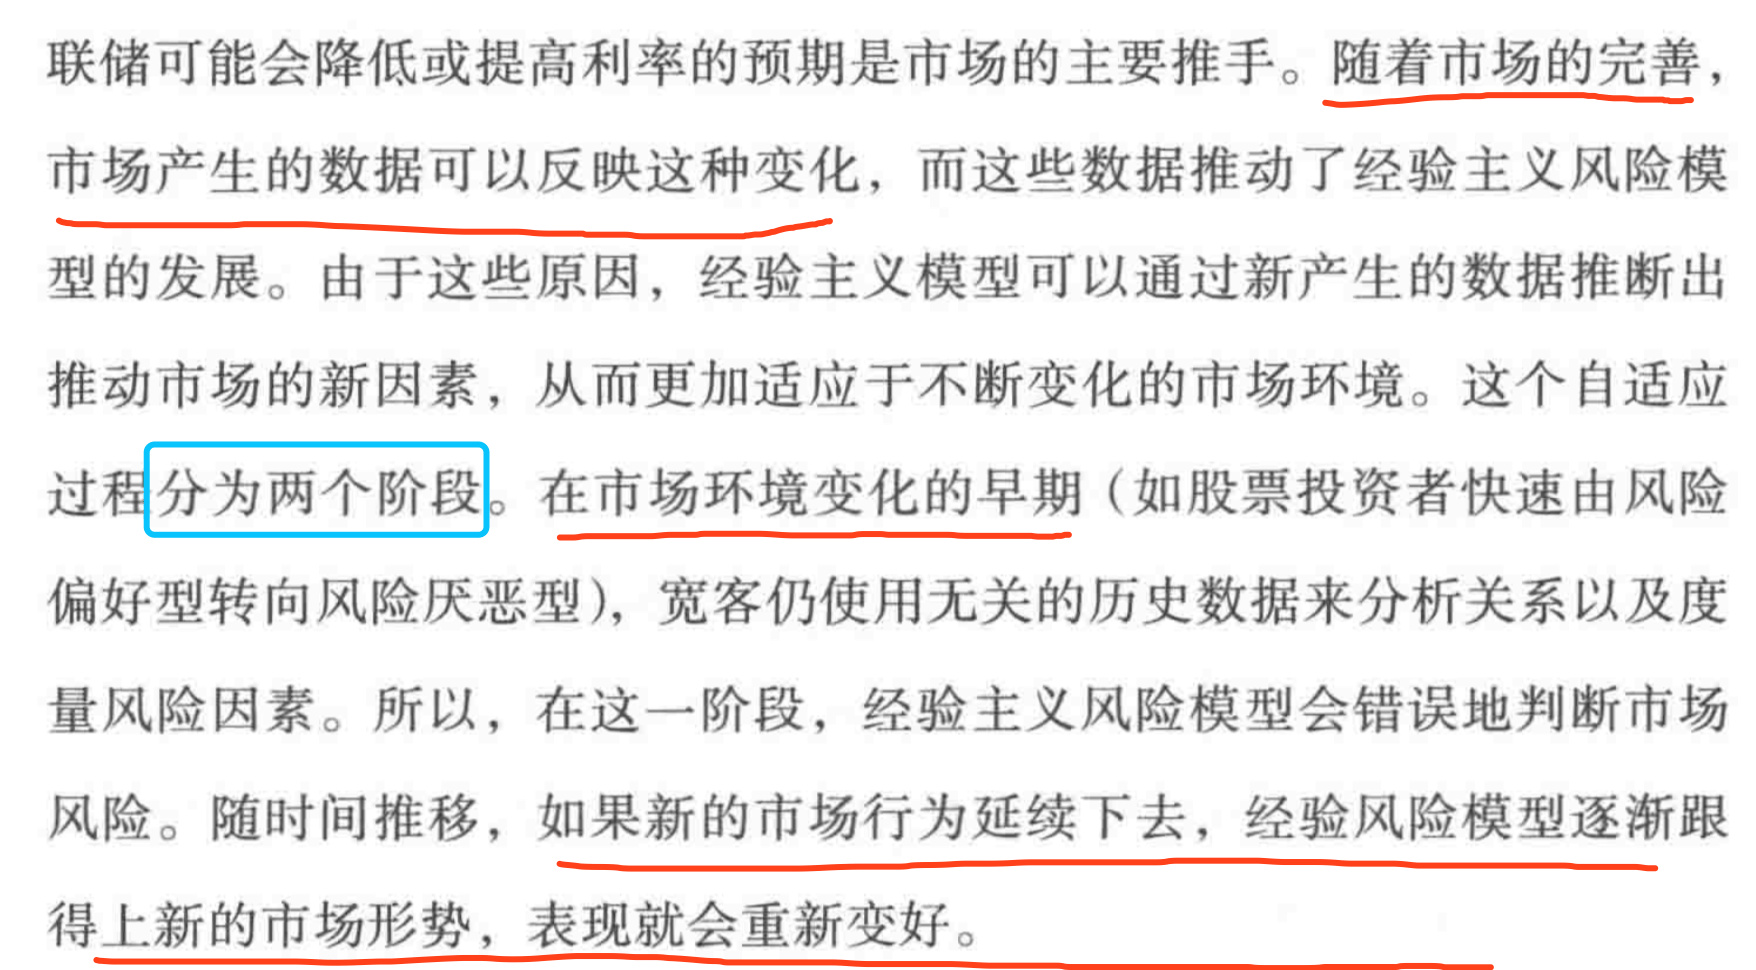 联储可能会降低或提高利率的预期是市场的主要推手。随着市场的完善，
市场产生的数据可以反映这种变化，而这些数据推动了经验主义风险模
型的发展。由于这些原因，经验主义模型可以通过新产生的数据推断出
推动市场的新因素，从而更加适应于不断变化的市场环境。这个自适应
过程分为两个阶段。在市场环境变化的早期（如股票投资者快速由风险
偏好型转向风险厌恶型），宽客仍使用无关的历史数据来分析关系以及度
量风险因素。所以，在这一阶段，经验主义风险模型会错误地判断市场
风险。随时间推移，如果新的市场行为延续下去，经验风险模型逐渐跟
得上新的市场形势，表现就会重新变好。